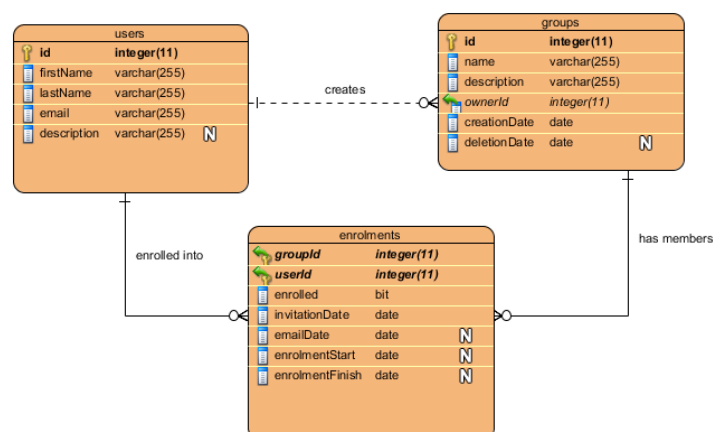 users
id integer(11)
firstName varchar(255)
lastName varchar(255)
email varchar(255)
description varchar(255) N
creates
groups
id integer(11)
name varchar(255)
description varchar(255)
ownerId integer(11)
creationDate date
deletionDate date N
enrolled into
has members
enrolments
groupId integer(11)
userId integer(11)
enrolled bit
invitationDate date
emailDate date N
enrolmentStart date N
enrolmentFinish date N